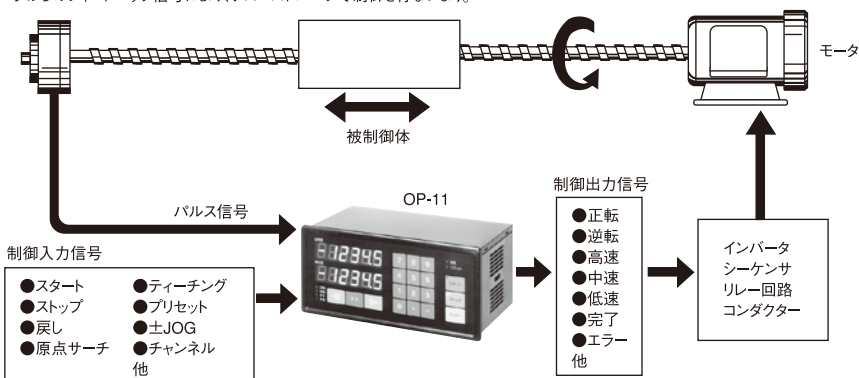 モータ
被制御体
OP-11
パルス信号
制御入力信号
●スタート
●ストップ
●戻し
●原点サーチ
●ティーチング
●プリセット
●±JOG
●チャンネル
他
制御出力信号
●正転
●逆転
●高速
●中速
●低速
●完了
●エラー
他
インバータ
シーケンサ
リレー回路
コンダクター